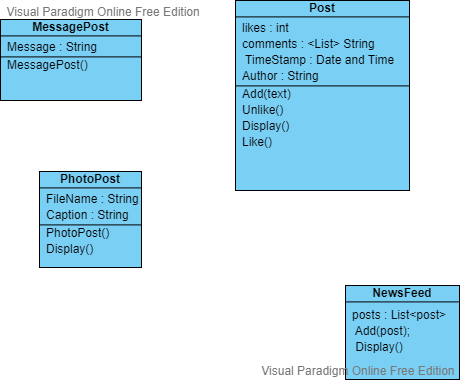 Visual Paradigm Online Free Edition
MessagePost
Message : String
MessagePost()
Post
likes : int
comments : <List> String
TimeStamp : Date and Time
Author : String
Add(text)
Unlike()
Display()
Like()
PhotoPost
FileName : String
Caption : String
PhotoPost()
Display()
NewsFeed
posts : List<post>
Add(post);
Display()
Visual Paradigm Online Free Edition